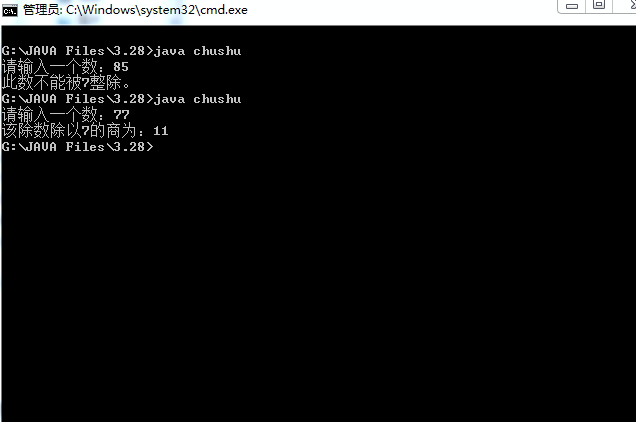 管理员: C:\Windows\system32\cmd.exe
G:\JAVA Files\3.28>java chushu
请输入一个数：85
此数不能被7整除。
G:\JAVA Files\3.28>java chushu
请输入一个数：77
该除数除以7的商为：11
G:\JAVA Files\3.28>